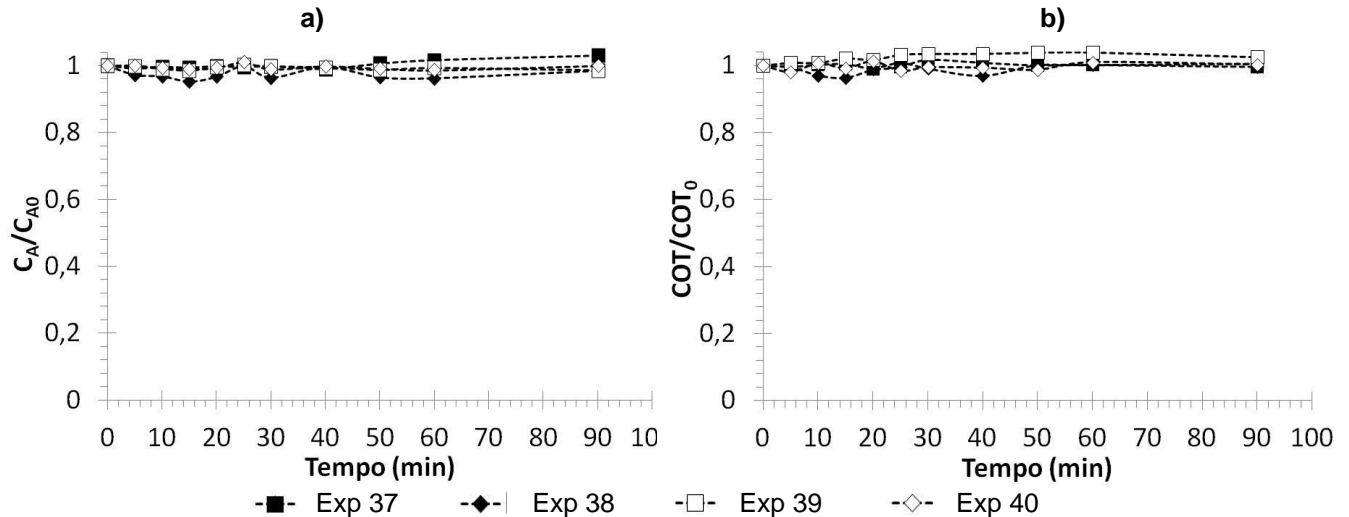 a)
1
0,8
0,6
0,4
0,2
0
C_A/C_A0
0 10 20 30 40 50 60 70 80 90 10
Tempo (min)
b)
1
0,8
0,6
0,4
0,2
0
COT/COT_0
0 10 20 30 40 50 60 70 80 90 100
Tempo (min)
Exp 37 Exp 38 Exp 39 Exp 40